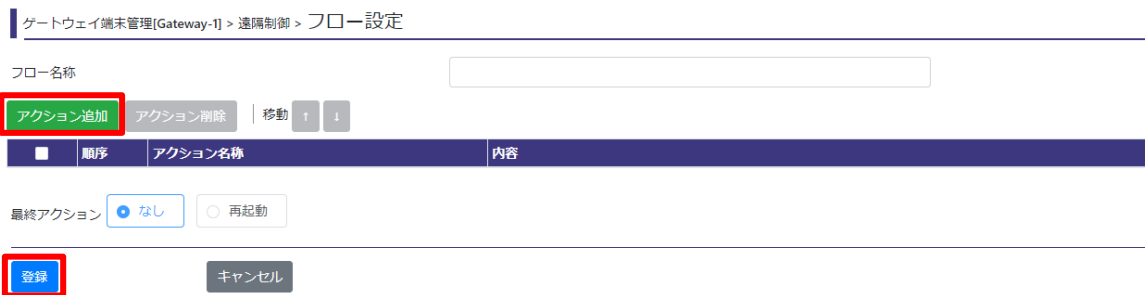 ゲートウェイ端末管理[Gateway-1] > 遠隔制御 > フロー設定
フロー名称
アクション追加 アクション削除 移動 ↑ ↓
順序 アクション名称 内容
最終アクション なし 再起動
登録 キャンセル